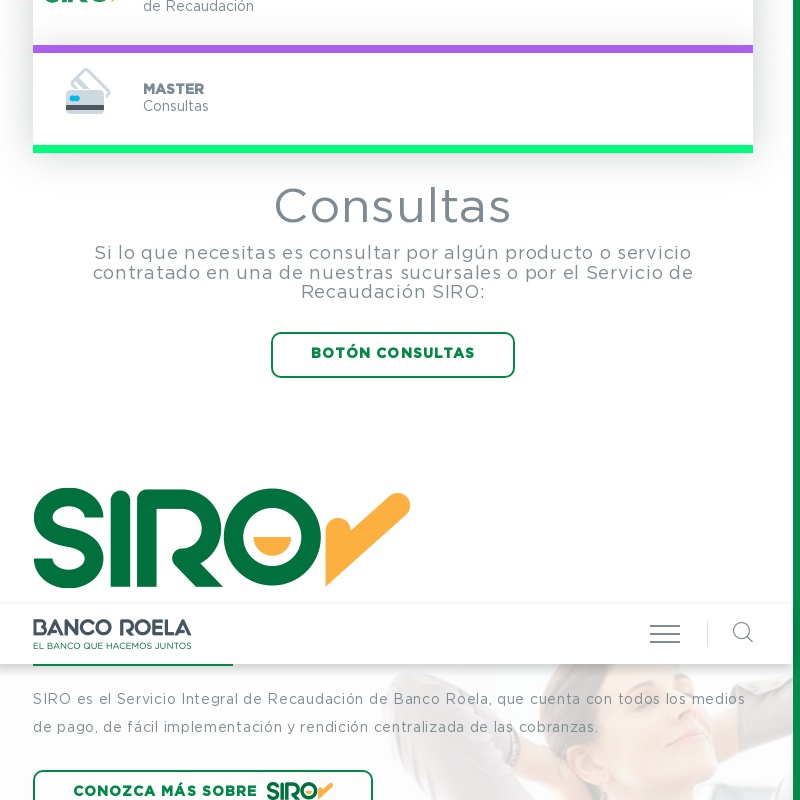 SIRO
de Recaudación
MASTER
Consultas
Consultas
Si lo que necesitas es consultar por algún producto o servicio
contratado en una de nuestras sucursales o por el Servicio de
Recaudación SIRO:
BOTÓN CONSULTAS
SIRO
BANCO ROELA
EL BANCO QUE HACEMOS JUNTOS
SIRO es el Servicio Integral de Recaudación de Banco Roela, que cuenta con todos los medios
de pago, de fácil implementación y rendición centralizada de las cobranzas.
CONOZCA MÁS SOBRE SIRO